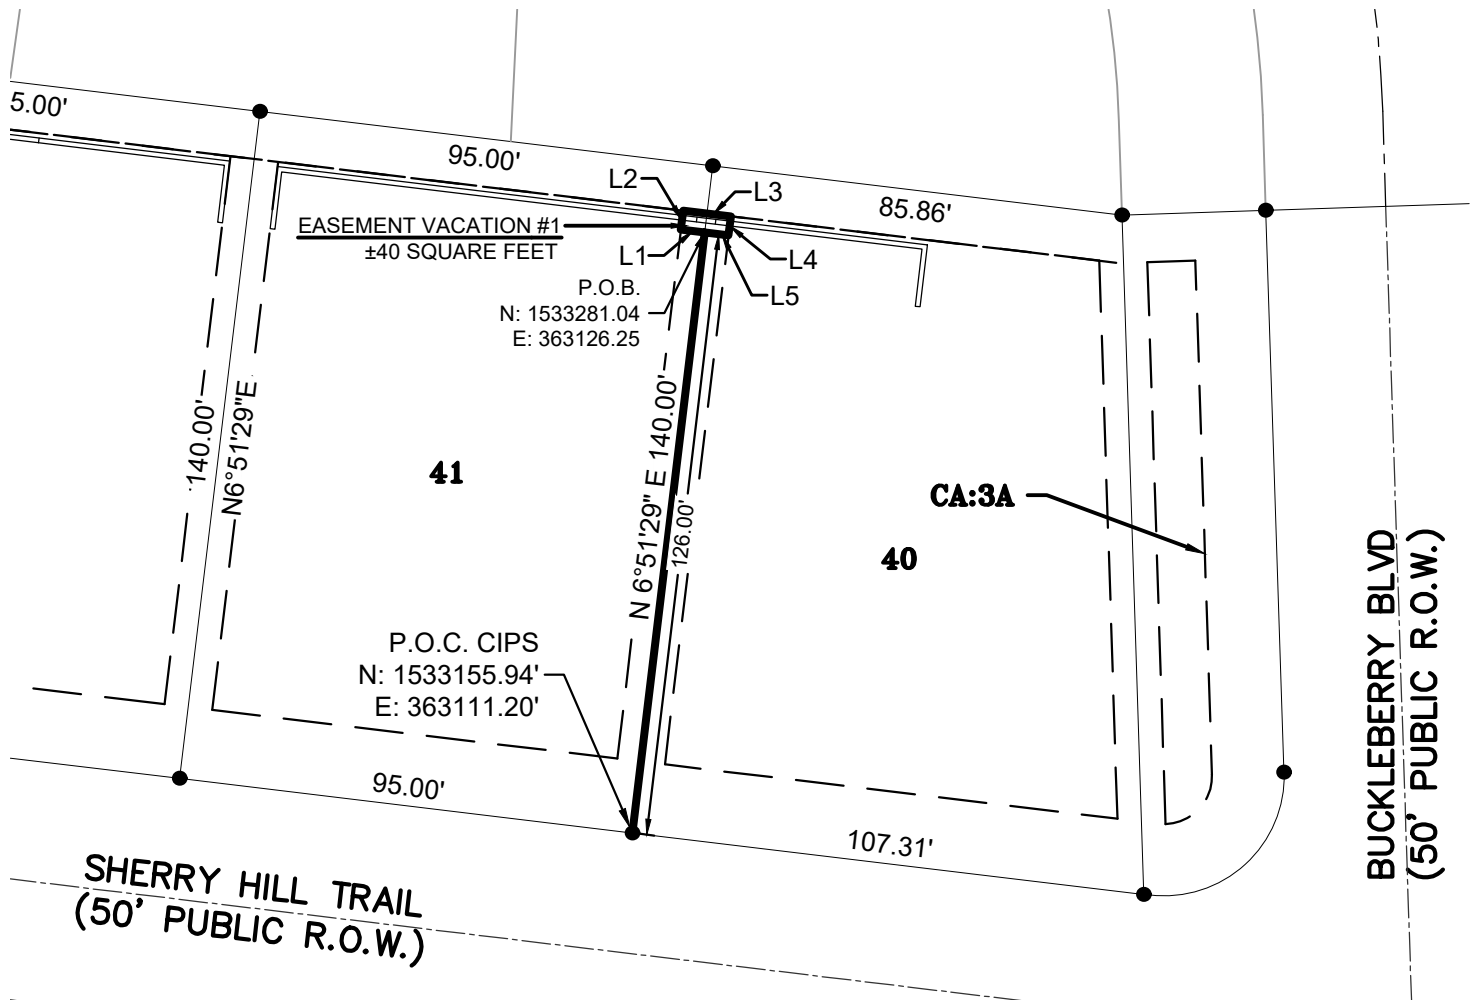 5.00'
95.00'
L2
L3
85.86'
EASEMENT VACATION #1
±40 SQUARE FEET
L1
L4
L5
P.O.B.
N: 1533281.04
E: 363126.25
140.00'
N6°51'29"E
N 6°51'29" E 140.00'
126.00'
41
CA:3A
40
P.O.C. CIPS
N: 1533155.94'
E: 363111.20'
95.00'
107.31'
SHERRY HILL TRAIL
(50' PUBLIC R.O.W.)
BUCKLEBERRY BLVD
(50' PUBLIC R.O.W.)